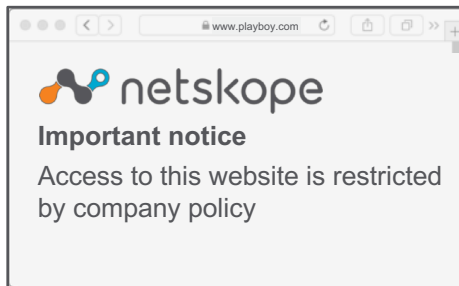 www.playboy.com
netskope
Important notice
Access to this website is restricted
by company policy